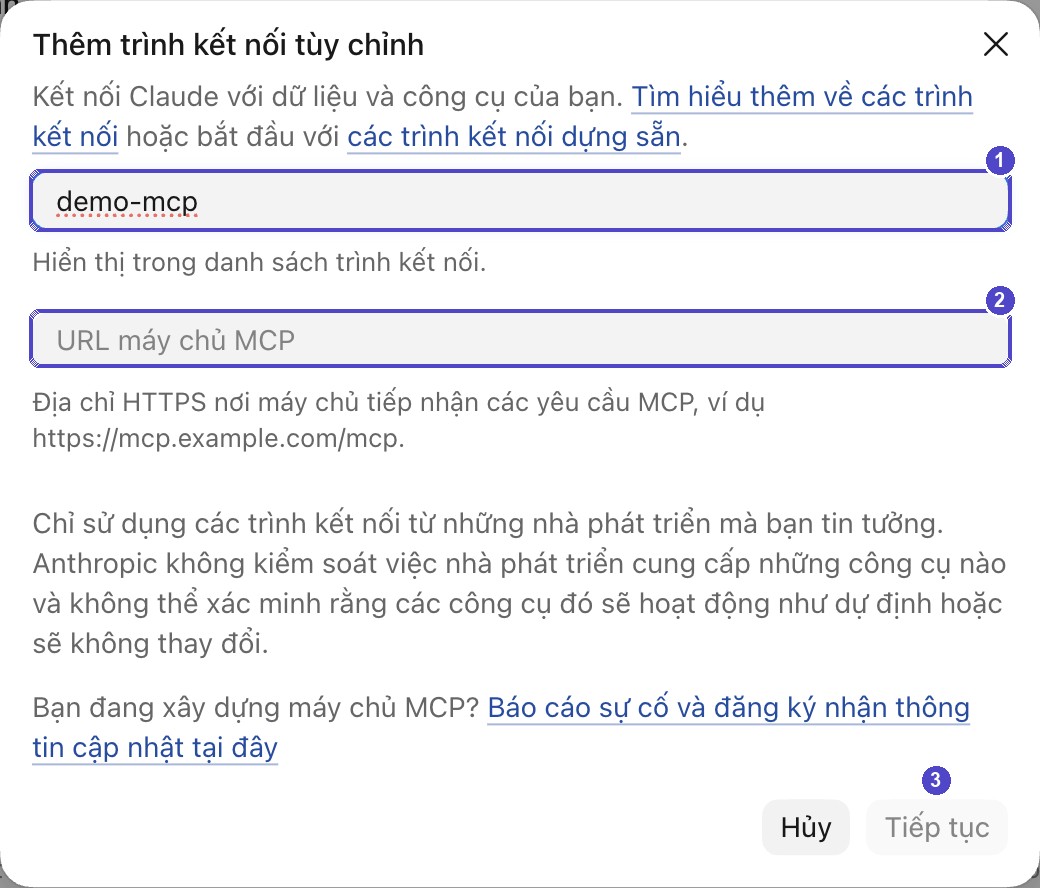 Thêm trình kết nối tùy chỉnh
Kết nối Claude với dữ liệu và công cụ của bạn. Tìm hiểu thêm về các trình
kết nối hoặc bắt đầu với các trình kết nối dựng sẵn.
1
demo-mcp
Hiển thị trong danh sách trình kết nối.
2
URL máy chủ MCP
Địa chỉ HTTPS nơi máy chủ tiếp nhận các yêu cầu MCP, ví dụ
https://mcp.example.com/mcp.
Chỉ sử dụng các trình kết nối từ những nhà phát triển mà bạn tin tưởng.
Anthropic không kiểm soát việc nhà phát triển cung cấp những công cụ nào
và không thể xác minh rằng các công cụ đó sẽ hoạt động như dự định hoặc
sẽ không thay đổi.
Bạn đang xây dựng máy chủ MCP? Báo cáo sự cố và đăng ký nhận thông
tin cập nhật tại đây
3
Hủy
Tiếp tục